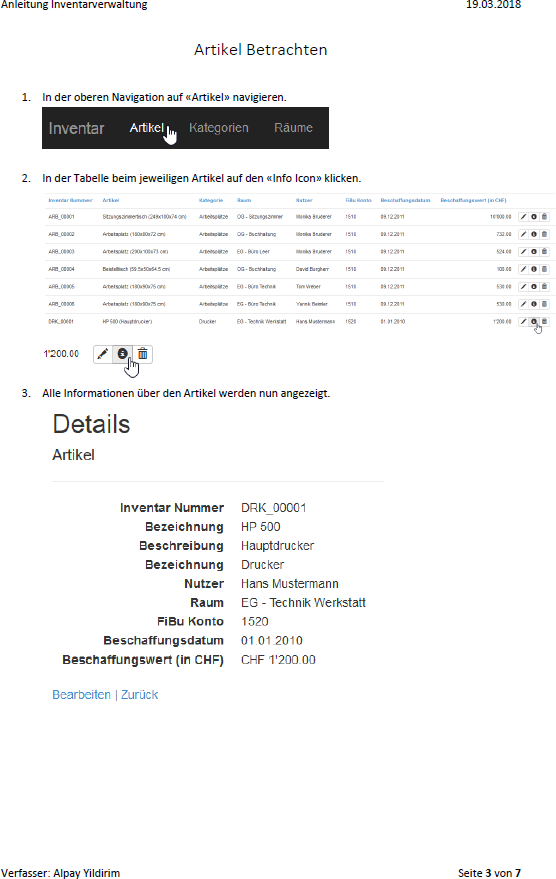 Anleitung Inventarverwaltung 19.03.2018
Artikel Betrachten
1. In der oberen Navigation auf «Artikel» navigieren.
Inventar Artikel Kategorien Räume
2. In der Tabelle beim jeweiligen Artikel auf den «Info Icon» klicken.
Inventar Nummer Artikel Kategorie Raum Nutzer FiBu Konto Beschaffungsdatum Beschaffungswert (in CHF)
ARB_00001 Sitzungszimmertisch (249x100x74 cm) Arbeitsplätze OG - Sitzungszimmer Monika Bruderer 1510 09.12.2011 10'000.00
ARB_00002 Arbeitsplatz (180x80x72 cm) Arbeitsplätze OG - Buchhaltung Monika Bruderer 1510 09.12.2011 732.00
ARB_00003 Arbeitsplatz (200x100x73 cm) Arbeitsplätze EG - Büro Leer Monika Bruderer 1510 09.12.2011 524.00
ARB_00004 Beistelltisch (59.5x50x64.5 cm) Arbeitsplätze OG - Buchhaltung David Burgherr 1510 09.12.2011 100.00
ARB_00005 Arbeitsplatz (180x90x75 cm) Arbeitsplätze EG - Büro Technik Tom Weber 1510 09.12.2011 530.00
ARB_00006 Arbeitsplatz (180x90x75 cm) Arbeitsplätze EG - Büro Technik Yannik 1510 09.12.2011 530.00
DRK_00001 HP 500 (Hauptdrucker) Drucker EG - Technik Werkstatt Hans Mustermann 1520 01.01.2010 1'200.00
1'200.00
3. Alle Informationen über den Artikel werden nun angezeigt.
Details
Artikel
Inventar Nummer DRK_00001
Bezeichnung HP 500
Beschreibung Hauptdrucker
Bezeichnung Drucker
Nutzer Hans Mustermann
Raum EG - Technik Werkstatt
FiBu Konto 1520
Beschaffungsdatum 01.01.2010
Beschaffungswert (in CHF) CHF 1'200.00
Bearbeiten | Zurück
Verfasser: Alpay Yildirim Seite 3 von 7